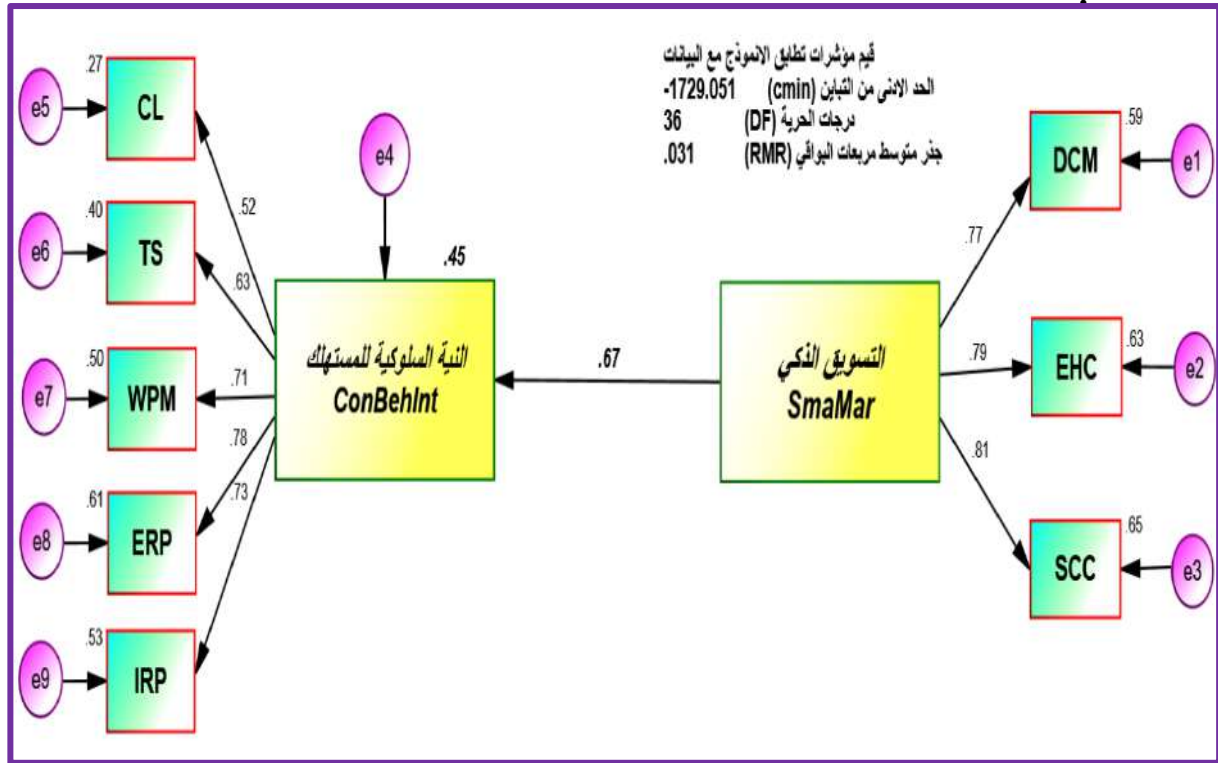 قيم مؤشرات تطابق الانموذج مع البيانات
الحد الادنى من التباين (cmin) -1729.051
درجات الحرية (DF) 36
جذر متوسط مربعات البواقي (RMR) .031
e5
.27
CL
.52
e6
.40
TS
.63
e7
.50
WPM
.71
e8
.61
ERP
.78
e9
.53
IRP
.73
e4
.45
النية السلوكية للمستهلك
ConBehInt
.67
التسويق الذكي
SmaMar
.77
DCM
.59
e1
.79
EHC
.63
e2
.81
SCC
.65
e3